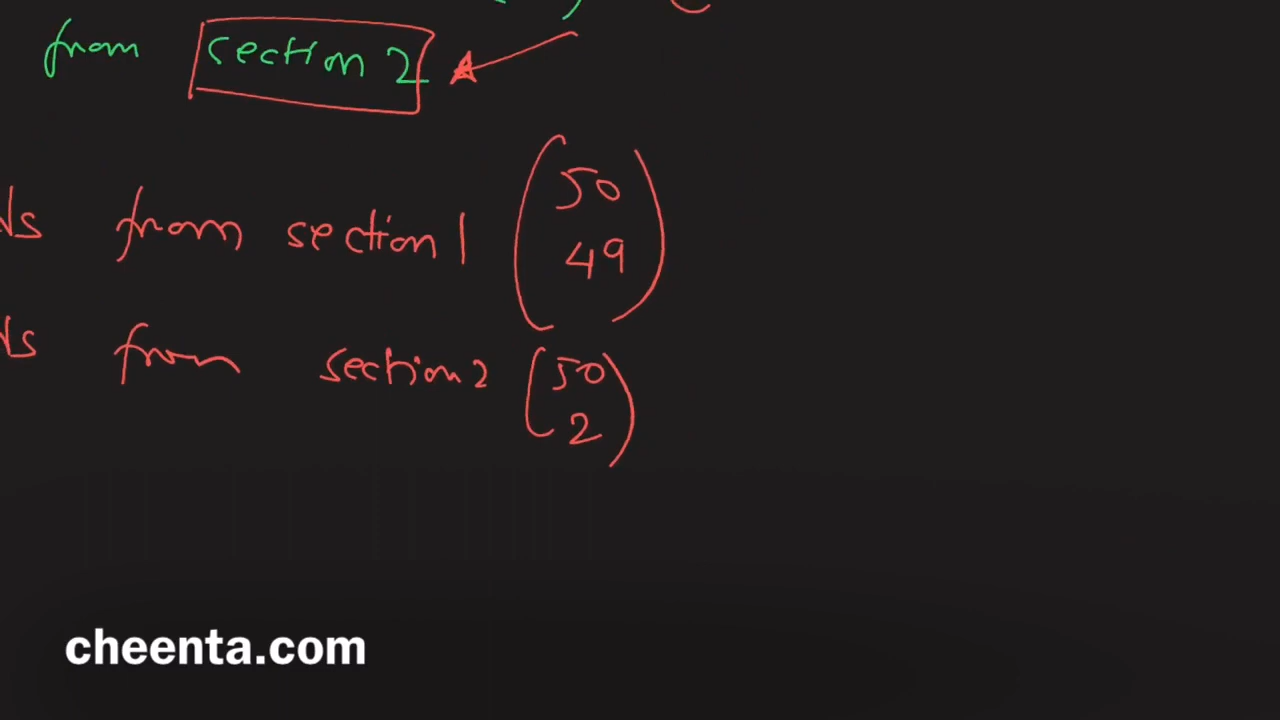 from section 2
from section 1 (50 49)
from section 2 (50 2)
cheenta.com